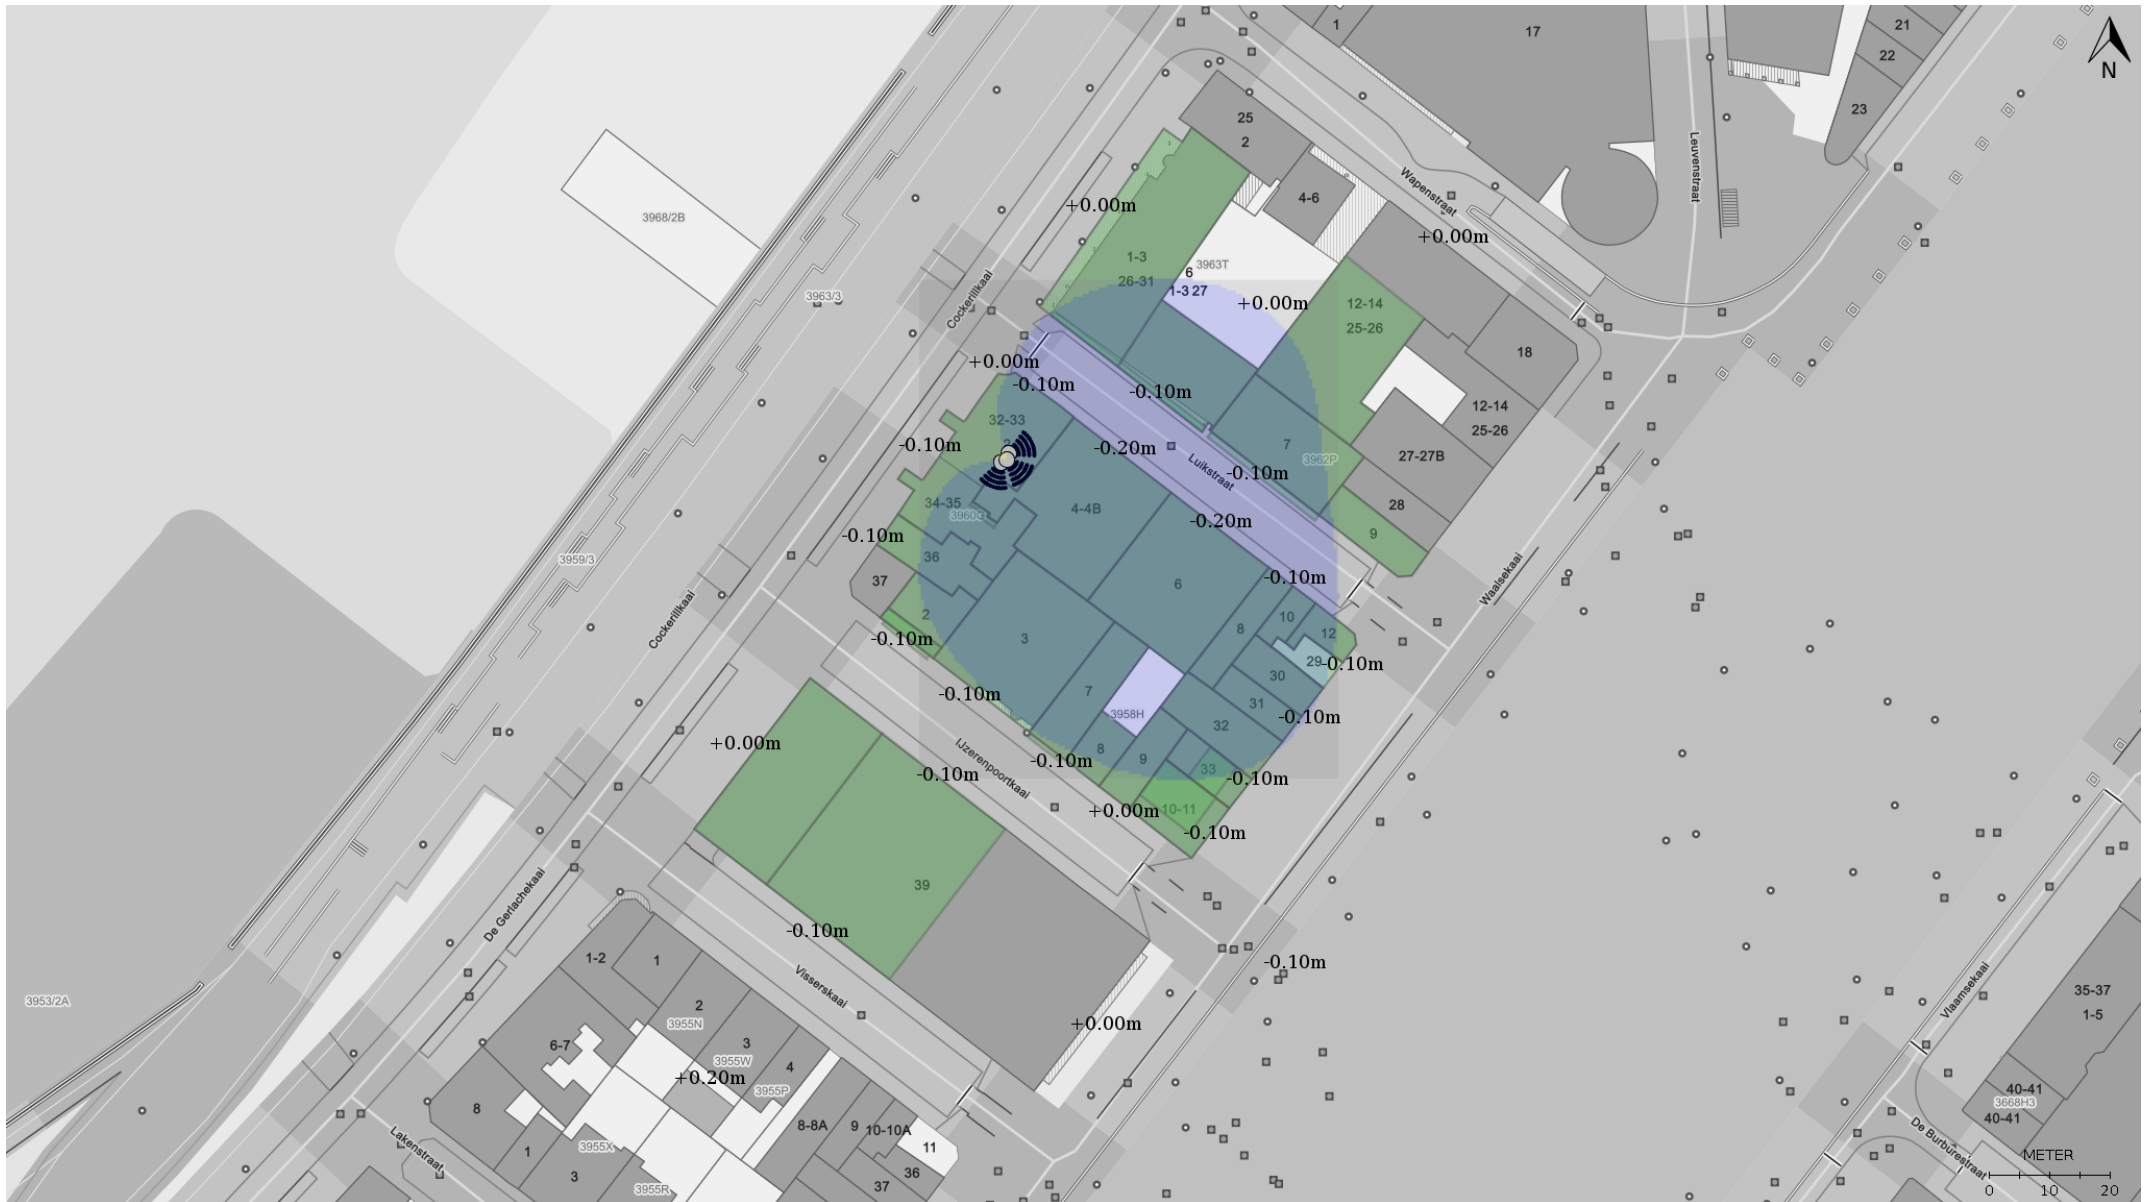 1
17
21
22
23
N
25
2
4-6
Wapenstraat
Leuvenstraat
3968/2B
+0.00m
+0.00m
1-3
26-31
6
3963T
1-3 27
3963/3
Cockerillkaai
+0.00m
12-14
25-26
18
+0.00m
-0.10m
-0.10m
12-14
25-26
32-33
-0.10m
-0.20m
7
3962P
27-27B
Luikstraat
-0.10m
34-35
4-4B
28
-0.20m
9
-0.10m
36
3959/3
37
6
-0.10m
Waalsekaai
Cockerillkaai
2
10
-0.10m
3
8
12
29
-0.10m
30
-0.10m
7
31
3958H
-0.10m
32
+0.00m
8
9
-0.10m
33
-0.10m
IJzerenpoortkaai
-0.10m
+0.00m
10-11
-0.10m
39
De Gerlachekaai
-0.10m
1-2
1
-0.10m
Visserskaai
3953/2A
2
3955N
+0.00m
Vlaamsekaai
35-37
1-5
6-7
3
3955W
4
+0.20m
3955P
40-41
3668H3
40-41
8
8-8A
9
10-10A
11
Lakenstraat
1
3955X
3
36
37
3955R
De Burburestraat
METER
0 10 20